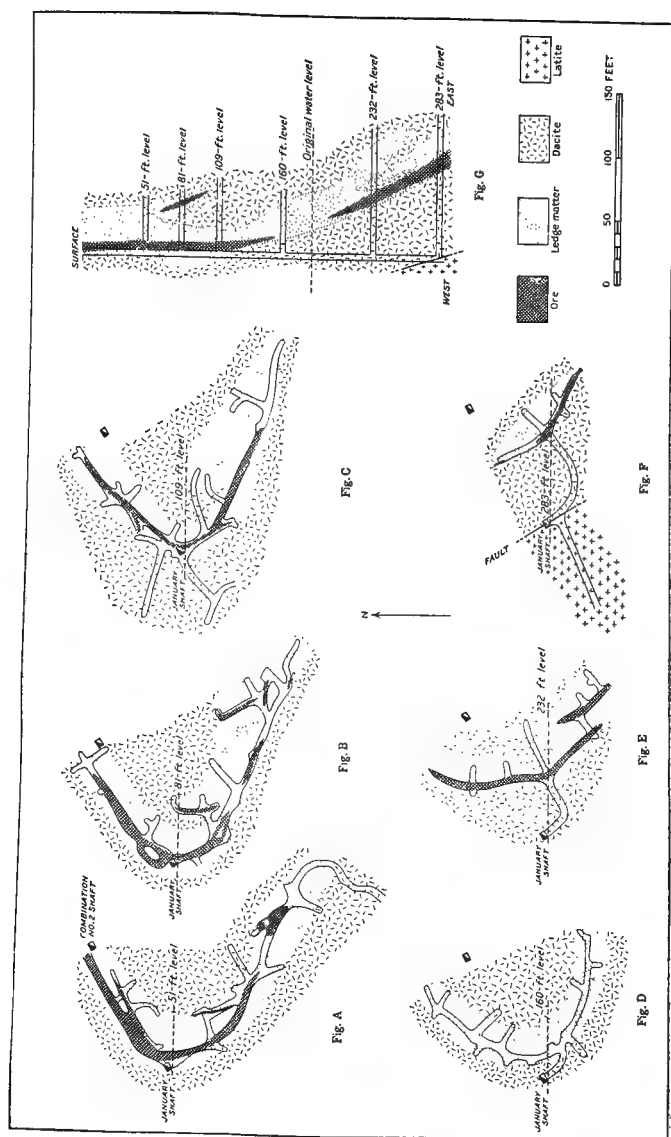 COMBINATION
NO.2 SHAFT
51-ft. level
JANUARY
SHAFT
Fig. A
81-ft. level
JANUARY
SHAFT
Fig. B
109-ft. level
JANUARY
SHAFT
Fig. C
160-ft. level
JANUARY
SHAFT
Fig. D
232 ft level
JANUARY
SHAFT
Fig. E
283-ft. level
JANUARY
SHAFT
FAULT
Fig. F
N
SURFACE
51-ft. level
81-ft. level
109-ft. level
160-ft. level
Original water level
232-ft. level
283-ft. level
WEST
EAST
Fig. G
Ore
Ledge matter
Dacite
Latite
0 50 100 150 FEET